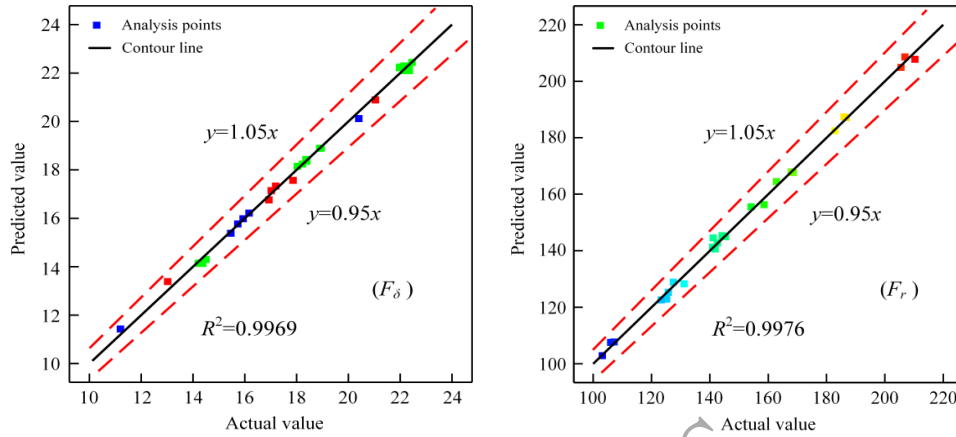 24
22
20
18
16
14
12
10
Predicted value
Analysis points
Contour line
y=1.05x
y=0.95x
(Fδ)
R²=0.9969
10 12 14 16 18 20 22 24
Actual value
220
200
180
160
140
120
100
Predicted value
Analysis points
Contour line
y=1.05x
y=0.95x
(Fr)
R²=0.9976
100 120 140 160 180 200 220
Actual value